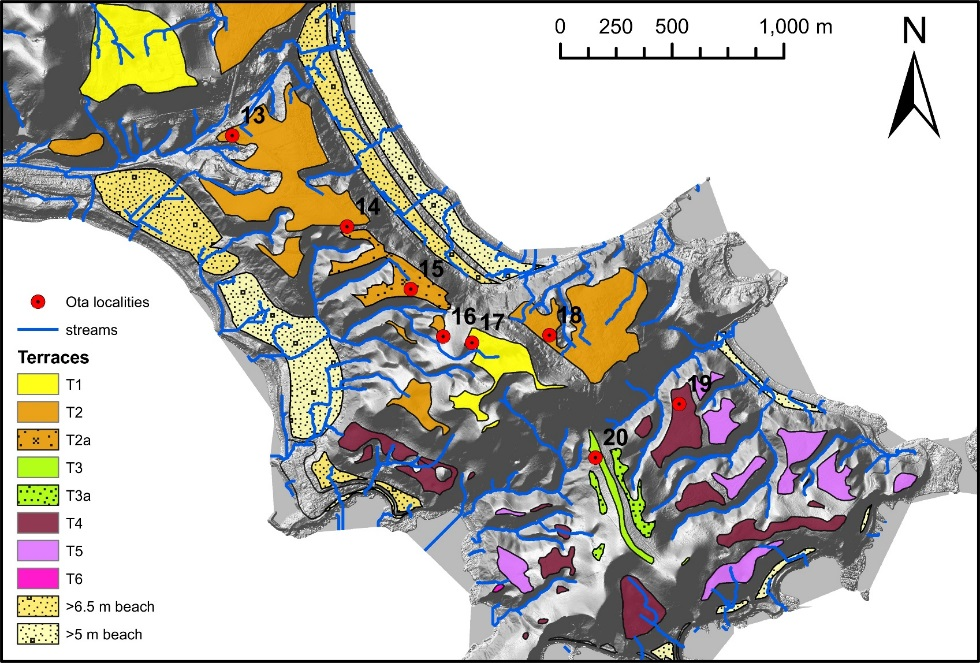 0 250 500 1,000 m
N
13
14
15
16 17
18
19
20
Ota localities
streams
Terraces
T1
T2
T2a
T3
T3a
T4
T5
T6
>6.5 m beach
>5 m beach